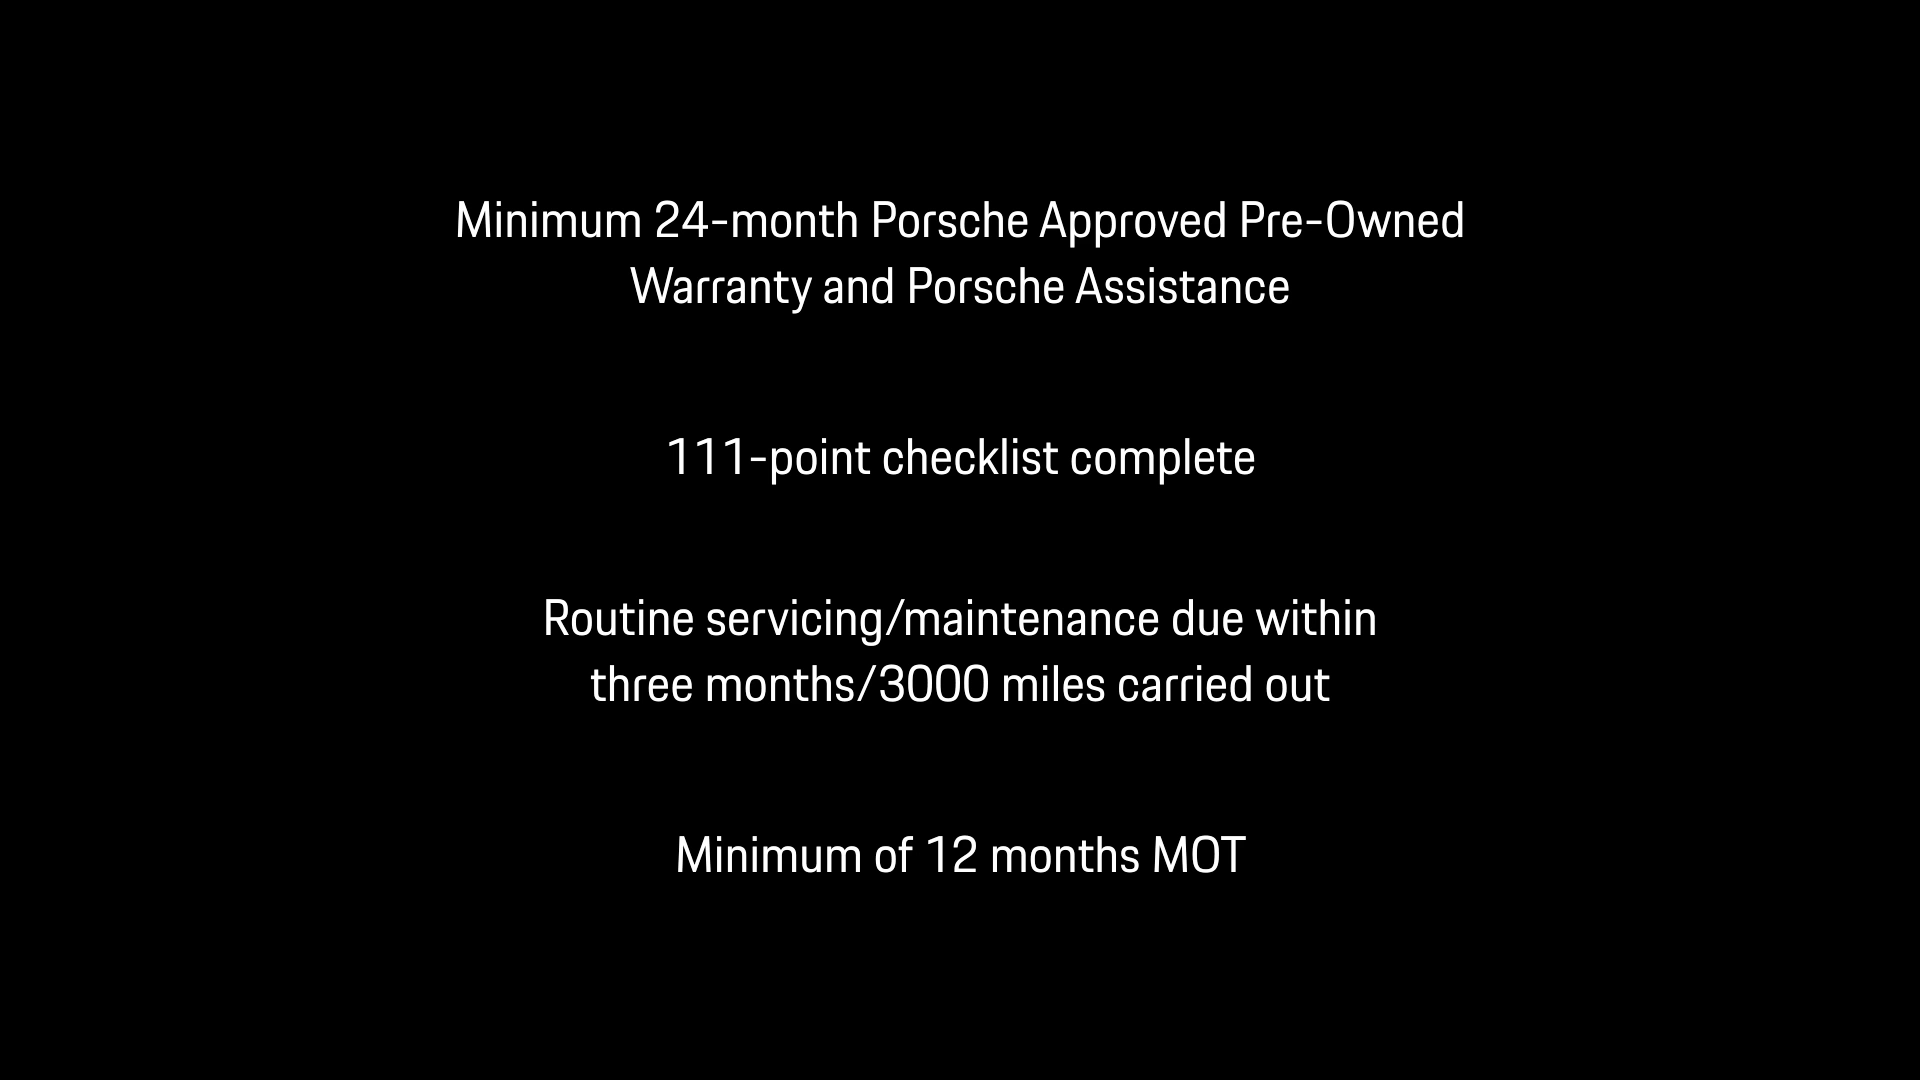 Minimum 24-month Porsche Approved Pre-Owned
Warranty and Porsche Assistance
111-point checklist complete
Routine servicing/maintenance due within
three months/3000 miles carried out
Minimum of 12 months MOT